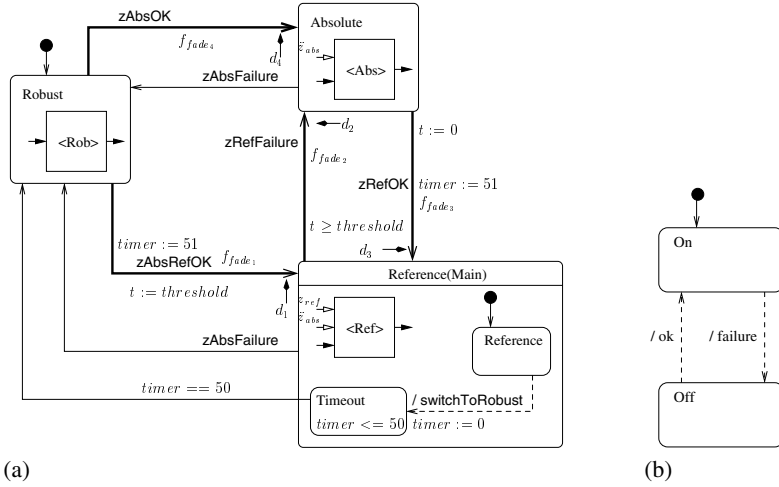 zAbsOK
f_fade₄
d₄
Absolute
z̈_abs
<Abs>
Robust
<Rob>
zAbsFailure
d₂
zRefFailure
f_fade₂
t := 0
zRefOK
timer := 51
f_fade₃
t ≥ threshold
d₃
timer := 51
f_fade₁
zAbsRefOK
t := threshold
d₁
Reference(Main)
z_ref
z̈_abs
<Ref>
Reference
zAbsFailure
timer == 50
Timeout
timer <= 50
/ switchToRobust
timer := 0
(a)
On
/ ok
/ failure
Off
(b)